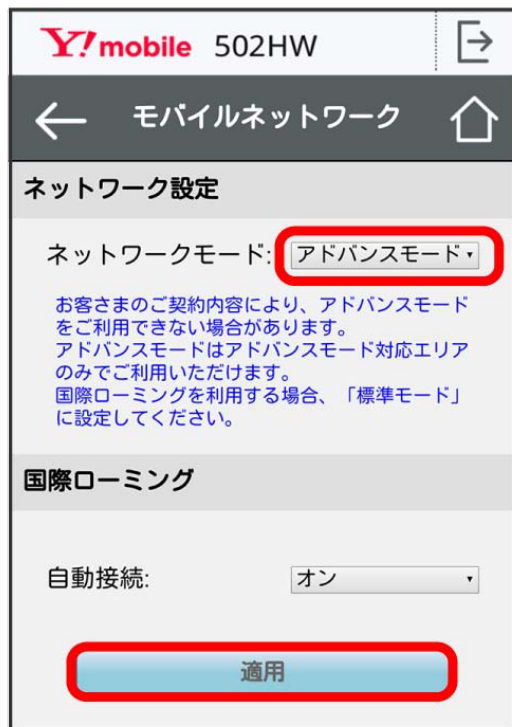 Y!mobile 502HW
モバイルネットワーク
ネットワーク設定
ネットワークモード: アドバンスモード
お客さまのご契約内容により、アドバンスモード
をご利用できない場合があります。
アドバンスモードはアドバンスモード対応エリア
のみでご利用いただけます。
国際ローミングを利用する場合、「標準モード」
に設定してください。
国際ローミング
自動接続: オン
適用